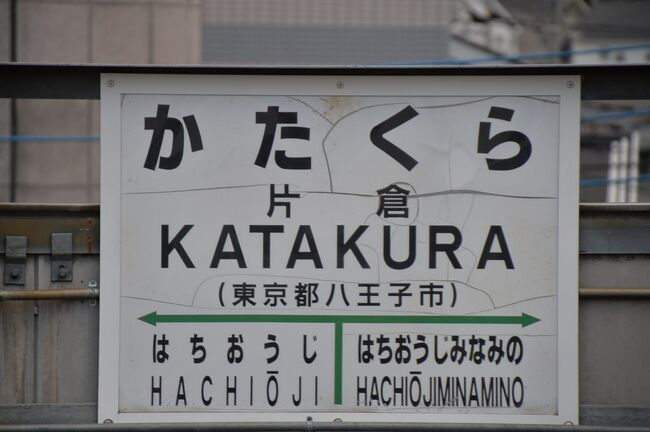 かたくら
片倉
KATAKURA
(東京都八王子市)
はちおうじ はちおうじみなみの
HACHIŌJI HACHIŌJIMINAMINO